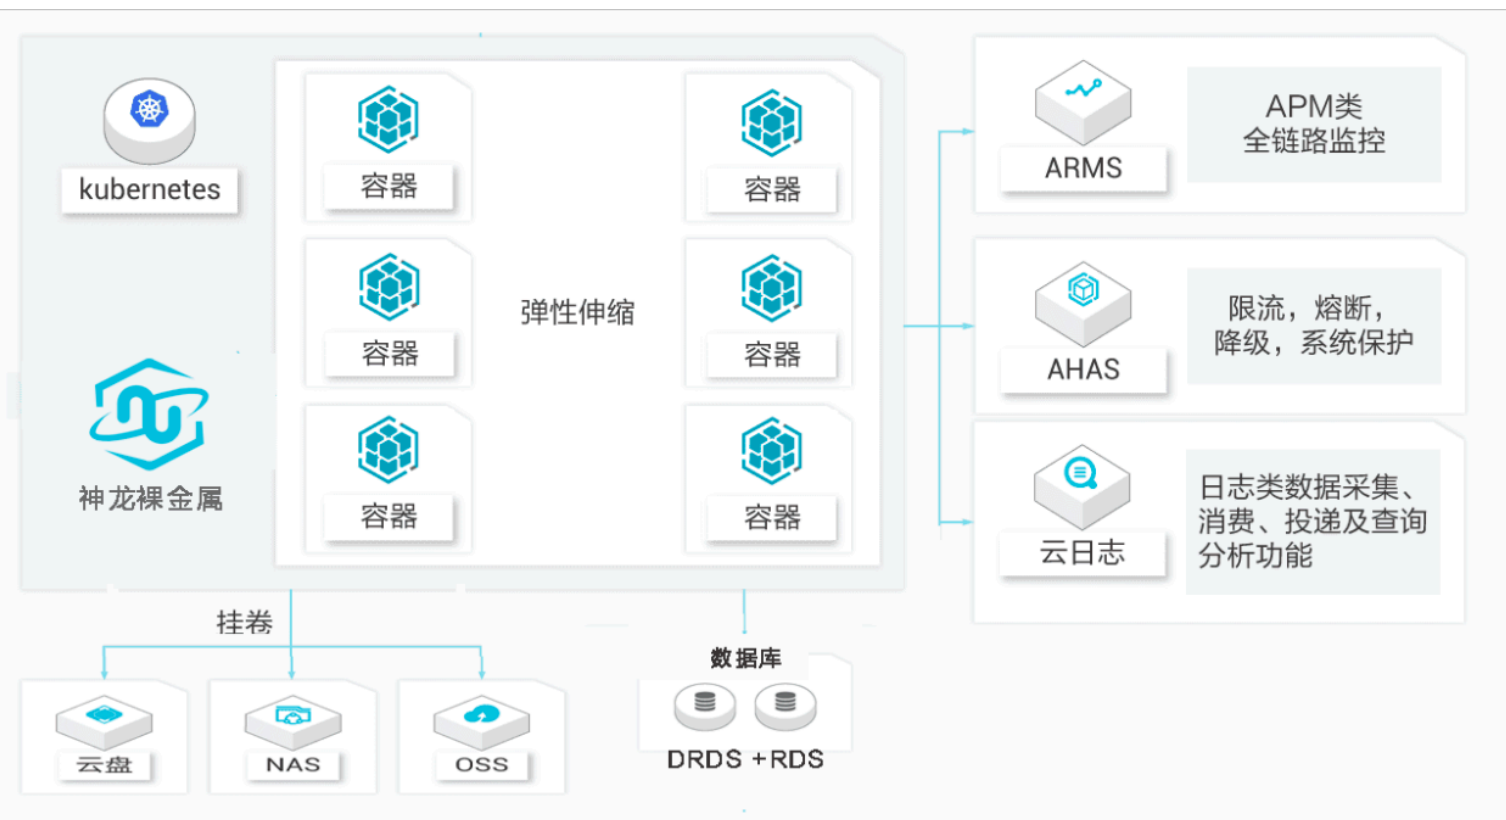 kubernetes
神龙裸金属
容器
容器
容器
弹性伸缩
容器
容器
容器
ARMS
APM类
全链路监控
AHAS
限流，熔断，
降级，系统保护
云日志
日志类数据采集、
消费、投递及查询
分析功能
挂卷
云盘
NAS
OSS
数据库
DRDS +RDS